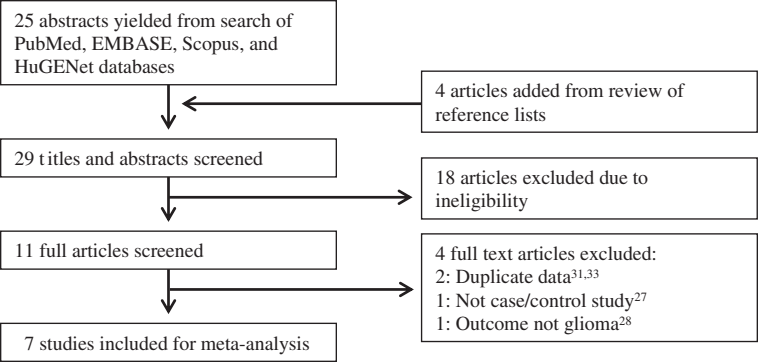 25 abstracts yielded from search of
PubMed, EMBASE, Scopus, and
HuGENet databases
4 articles added from review of
reference lists
29 titles and abstracts screened
18 articles excluded due to
ineligibility
11 full articles screened
4 full text articles excluded:
2: Duplicate data31,33
1: Not case/control study27
1: Outcome not glioma28
7 studies included for meta-analysis